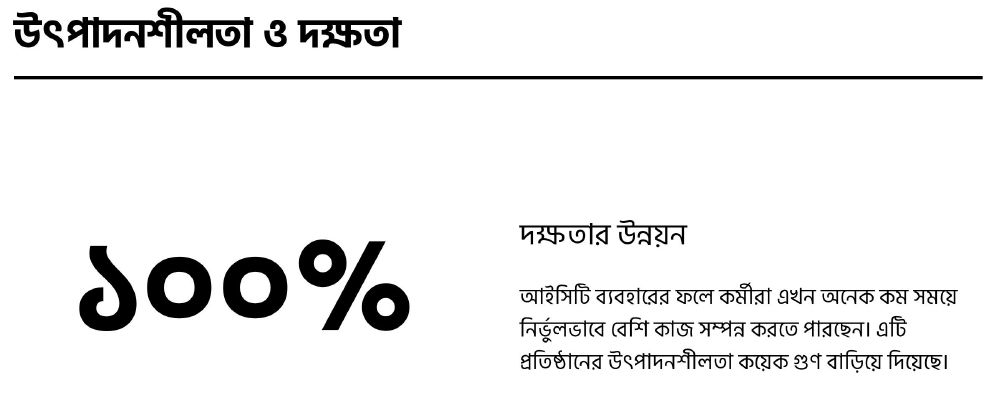 উৎপাদনশীলতা ও দক্ষতা
১০০%
দক্ষতার উন্নয়ন
আইসিটি ব্যবহারের ফলে কর্মীরা এখন অনেক কম সময়ে
নির্ভুলভাবে বেশি কাজ সম্পন্ন করতে পারছেন। এটি
প্রতিষ্ঠানের উৎপাদনশীলতা কয়েক গুণ বাড়িয়ে দিয়েছে।